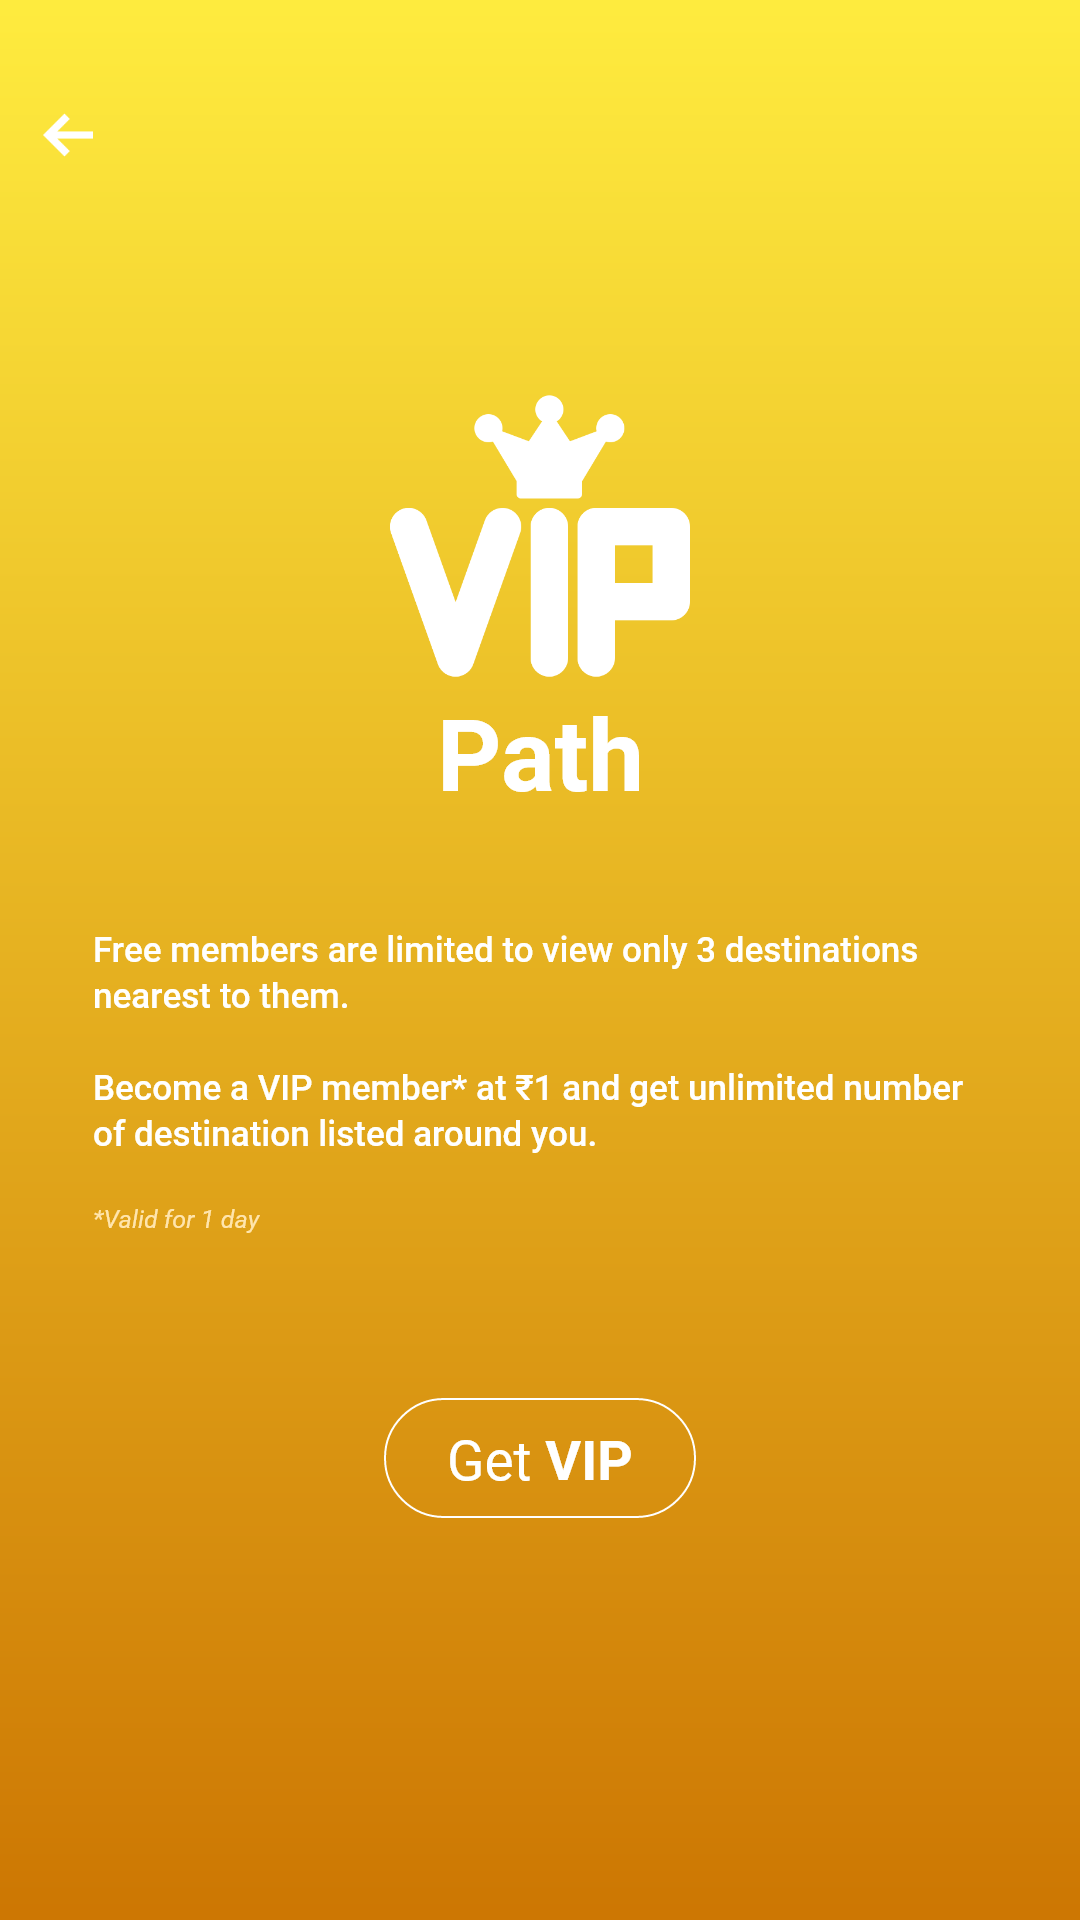 VIP
Path
Free members are limited to view only 3 destinations
nearest to them.
Become a VIP member* at ₹1 and get unlimited number
of destination listed around you.
*Valid for 1 day
Get VIP